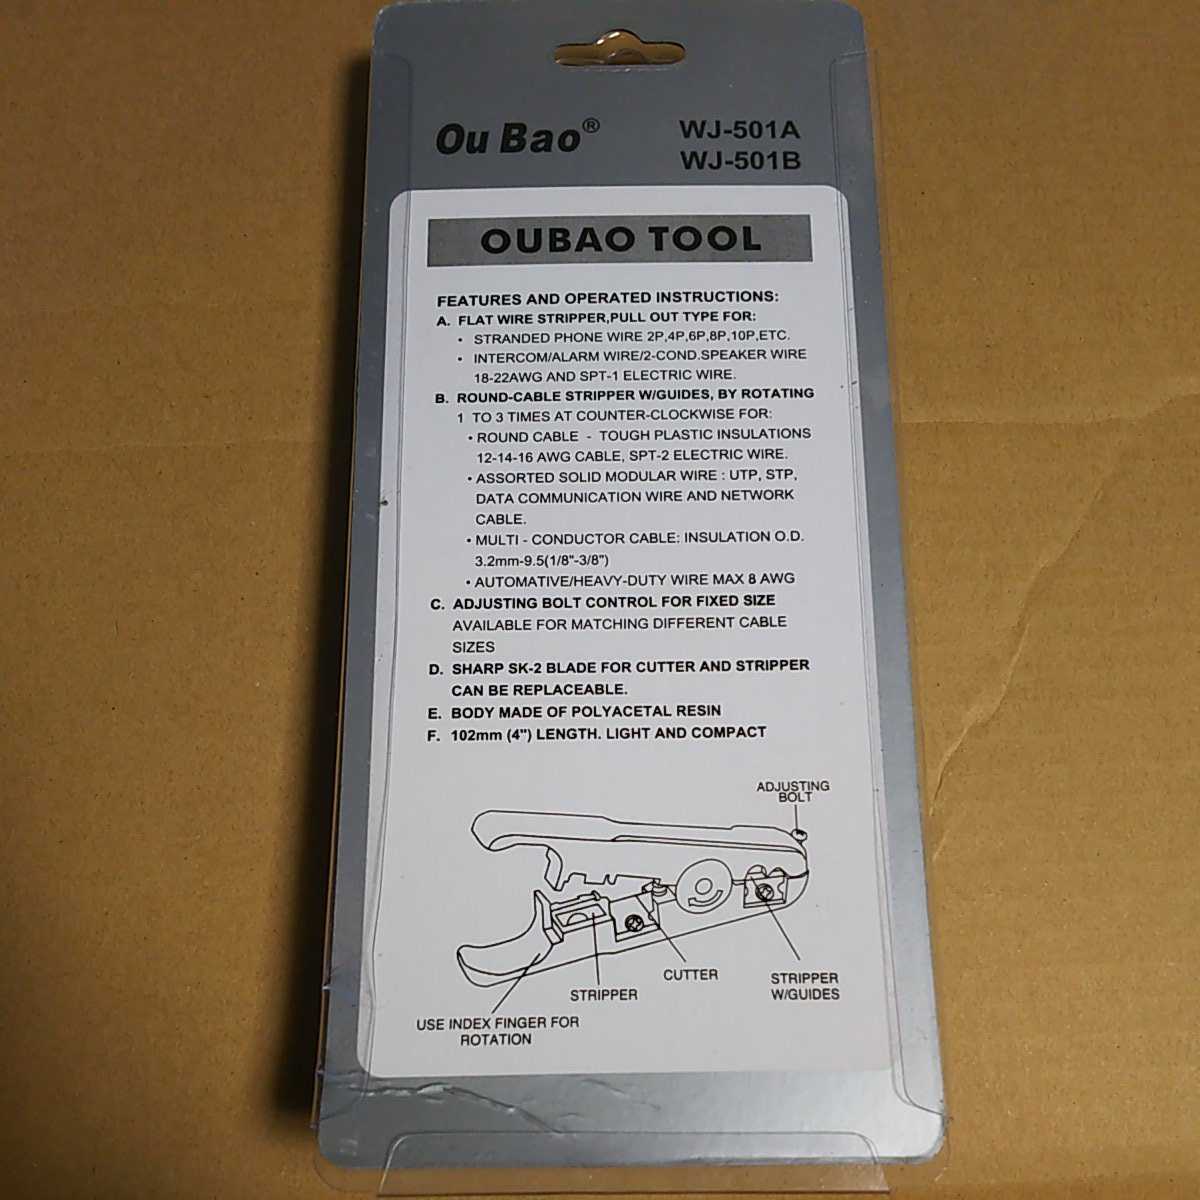 Ou Bao®
WJ-501A
WJ-501B
OUBAO TOOL
FEATURES AND OPERATED INSTRUCTIONS:
A. FLAT WIRE STRIPPER,PULL OUT TYPE FOR:
• STRANDED PHONE WIRE 2P,4P,6P,8P,10P,ETC.
• INTERCOM/ALARM WIRE/2-COND.SPEAKER WIRE
18-22AWG AND SPT-1 ELECTRIC WIRE.
B. ROUND-CABLE STRIPPER W/GUIDES, BY ROTATING
1 TO 3 TIMES AT COUNTER-CLOCKWISE FOR:
• ROUND CABLE - TOUGH PLASTIC INSULATIONS
12-14-16 AWG CABLE, SPT-2 ELECTRIC WIRE.
• ASSORTED SOLID MODULAR WIRE : UTP, STP,
DATA COMMUNICATION WIRE AND NETWORK
CABLE.
• MULTI - CONDUCTOR CABLE: INSULATION O.D.
3.2mm-9.5(1/8"-3/8")
• AUTOMATIVE/HEAVY-DUTY WIRE MAX 8 AWG
C. ADJUSTING BOLT CONTROL FOR FIXED SIZE
AVAILABLE FOR MATCHING DIFFERENT CABLE
SIZES
D. SHARP SK-2 BLADE FOR CUTTER AND STRIPPER
CAN BE REPLACEABLE.
E. BODY MADE OF POLYACETAL RESIN
F. 102mm (4") LENGTH. LIGHT AND COMPACT
ADJUSTING
BOLT
CUTTER
STRIPPER
W/GUIDES
STRIPPER
USE INDEX FINGER FOR
ROTATION